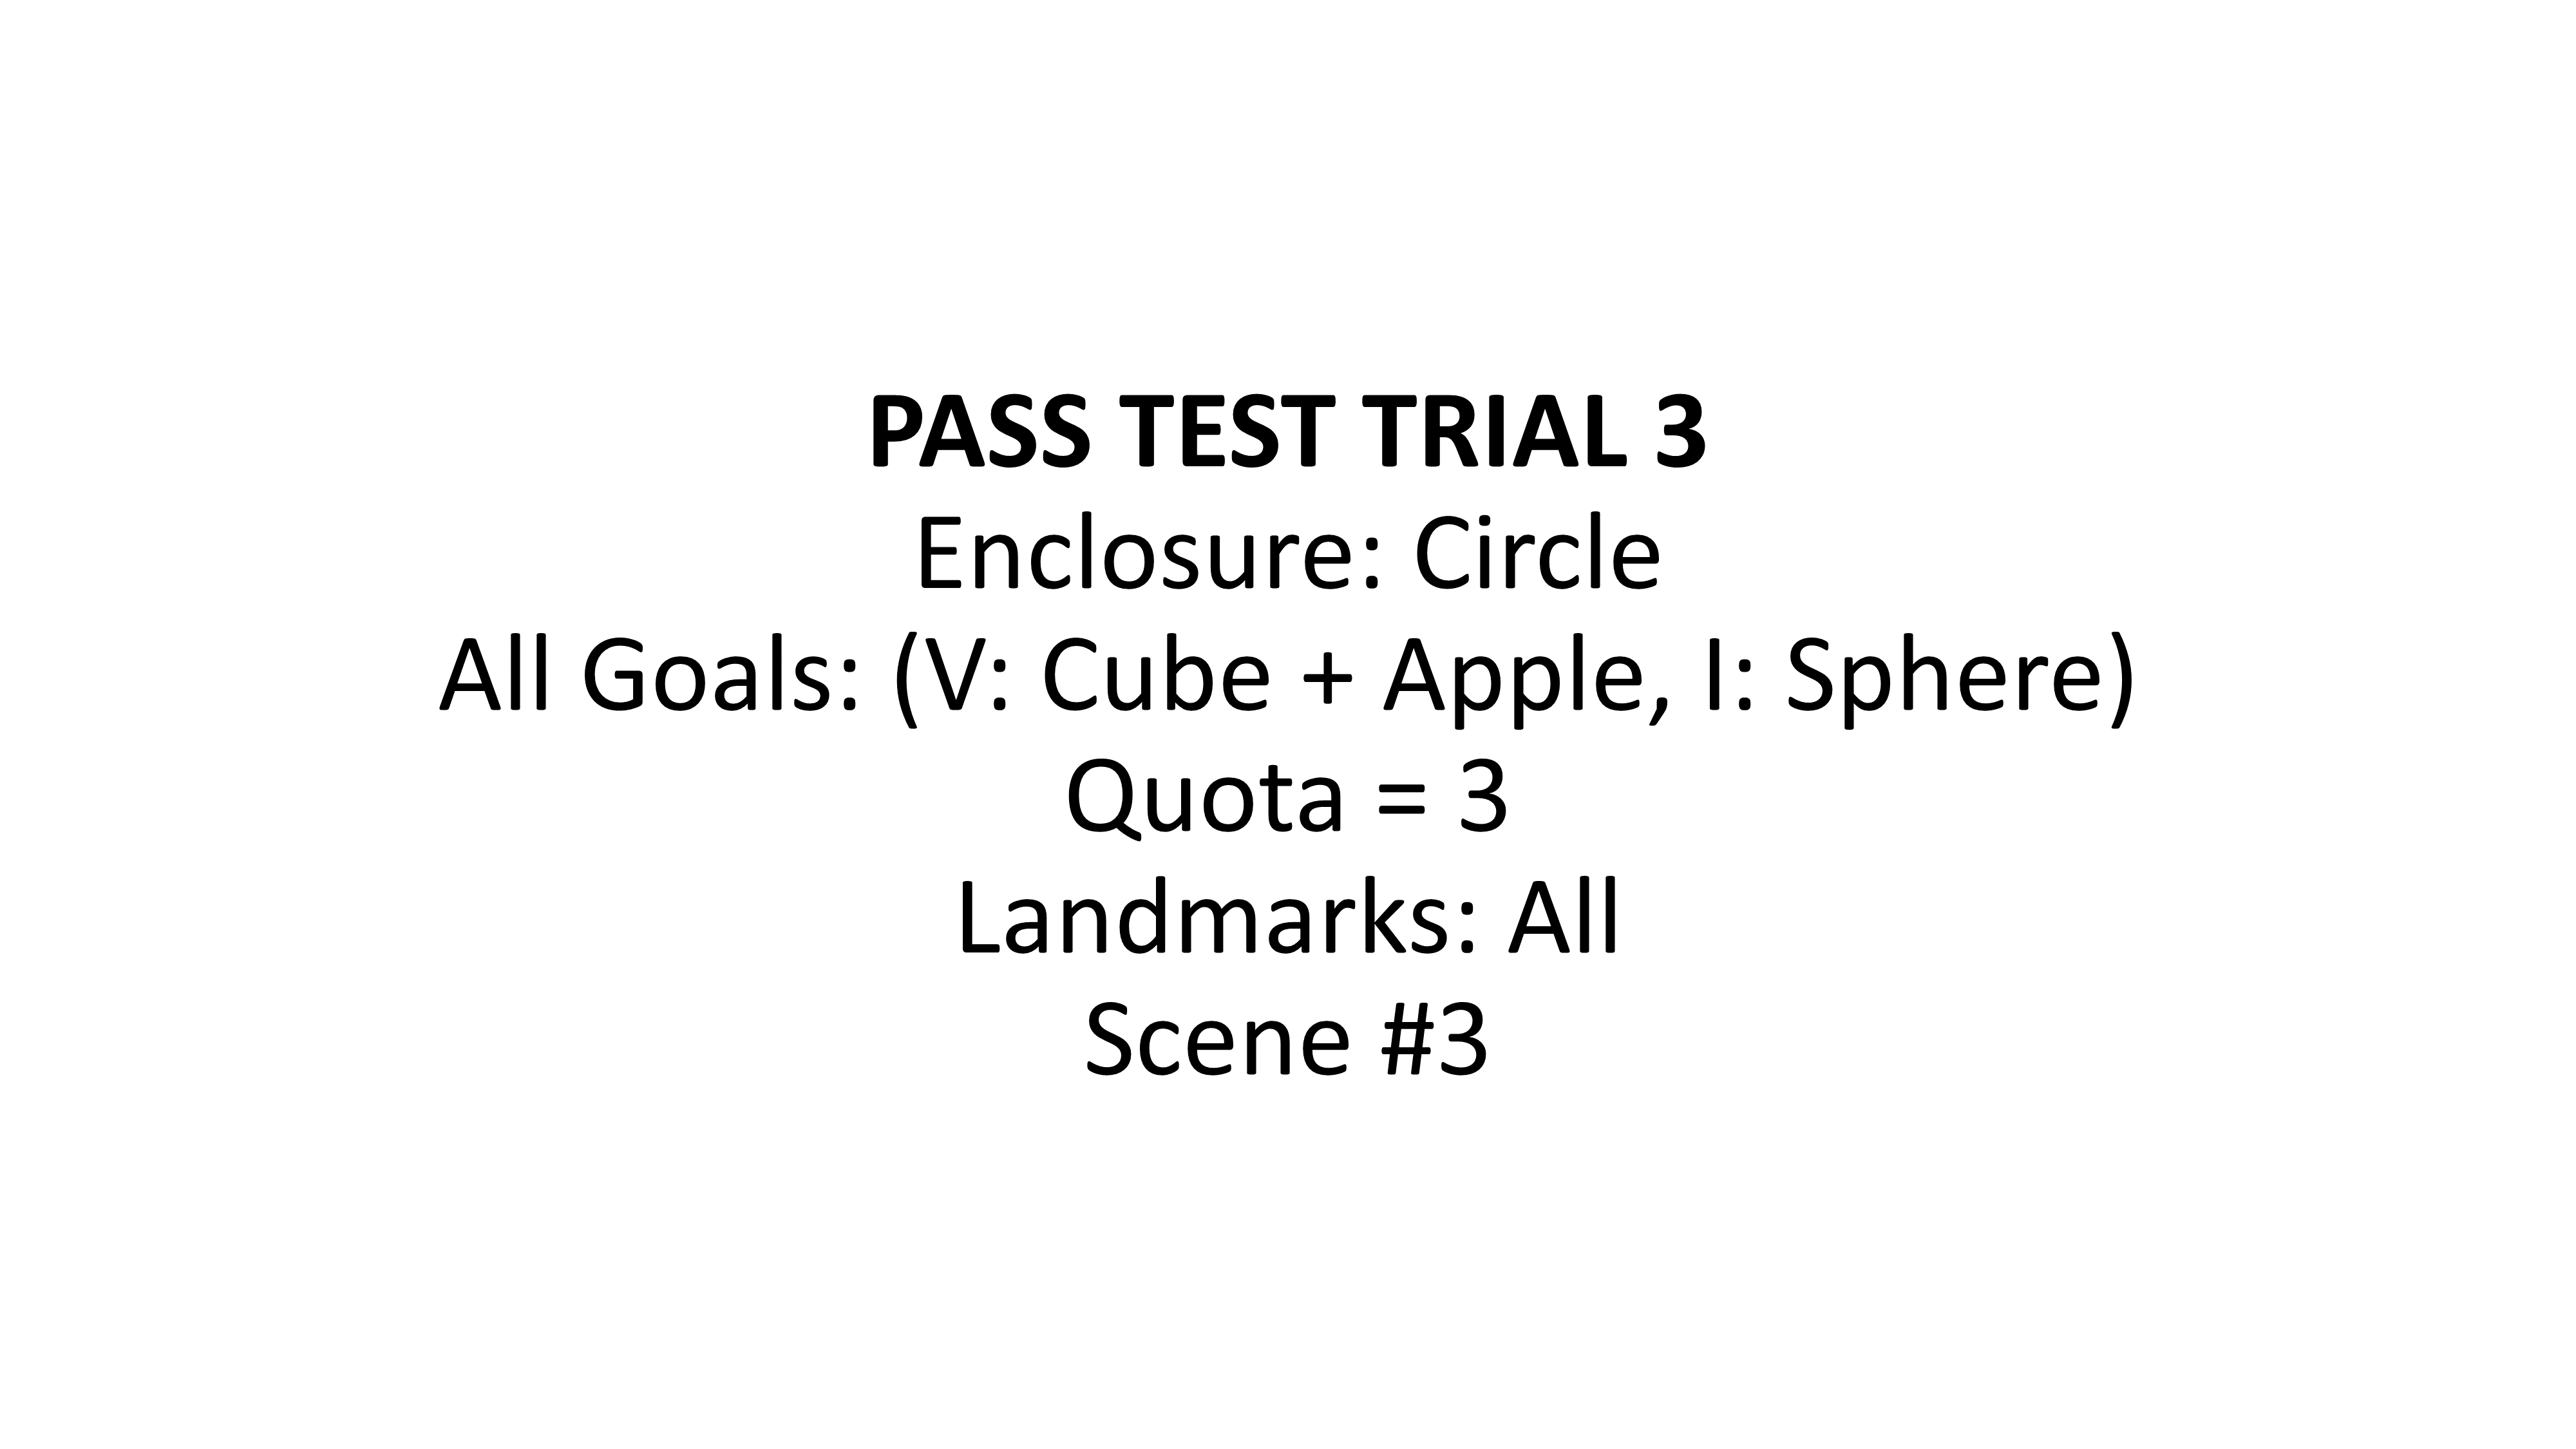 PASS TEST TRIAL 3
Enclosure: Circle
All Goals: (V: Cube + Apple, I: Sphere)
Quota = 3
Landmarks: All
Scene #3